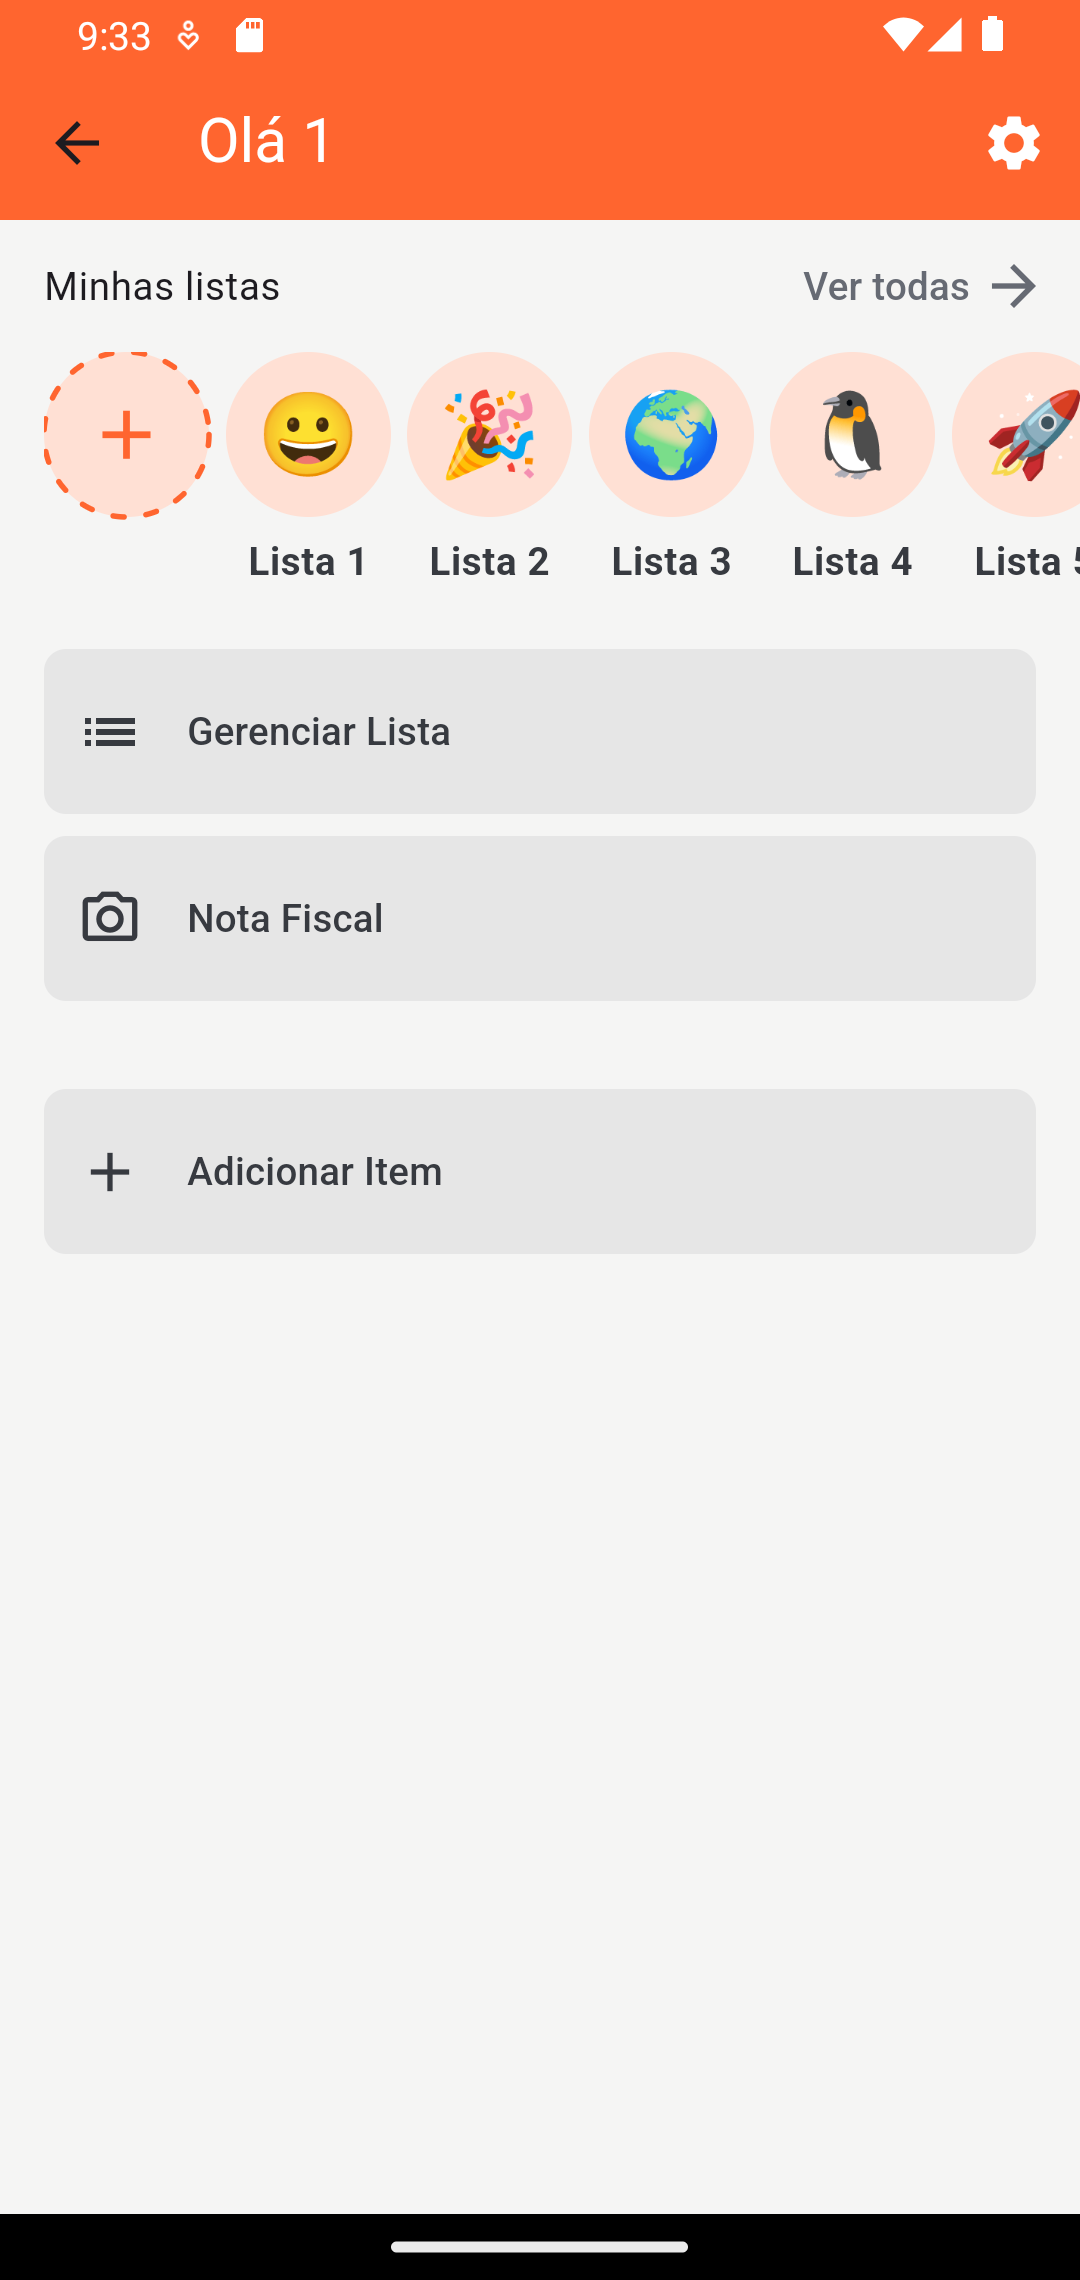 9:33
Olá 1
Minhas listas
Ver todas
Lista 1
Lista 2
Lista 3
Lista 4
Lista 5
Gerenciar Lista
Nota Fiscal
Adicionar Item